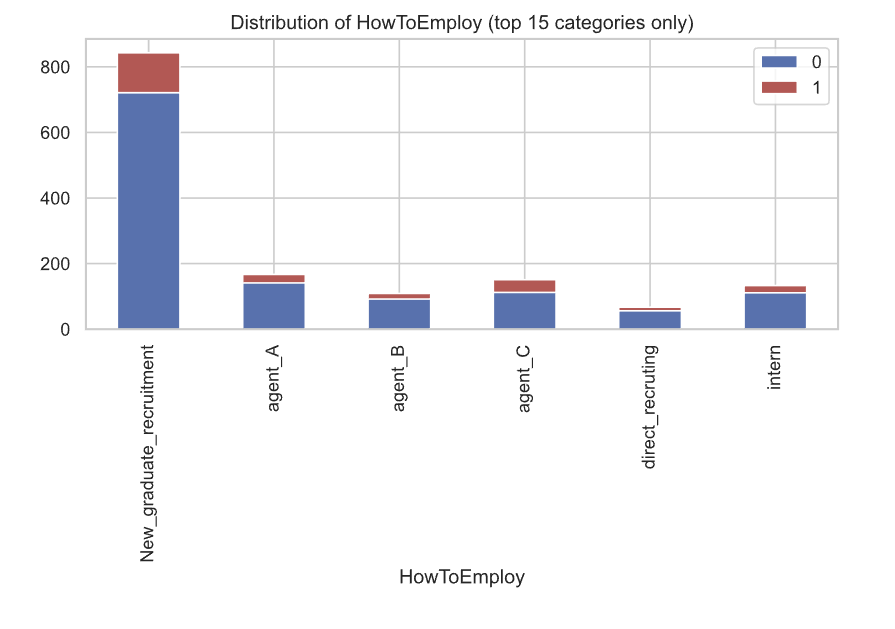 Distribution of HowToEmploy (top 15 categories only)
0
1
800
600
400
200
0
New_graduate_recruitment
agent_A
agent_B
agent_C
direct_recruting
intern
HowToEmploy